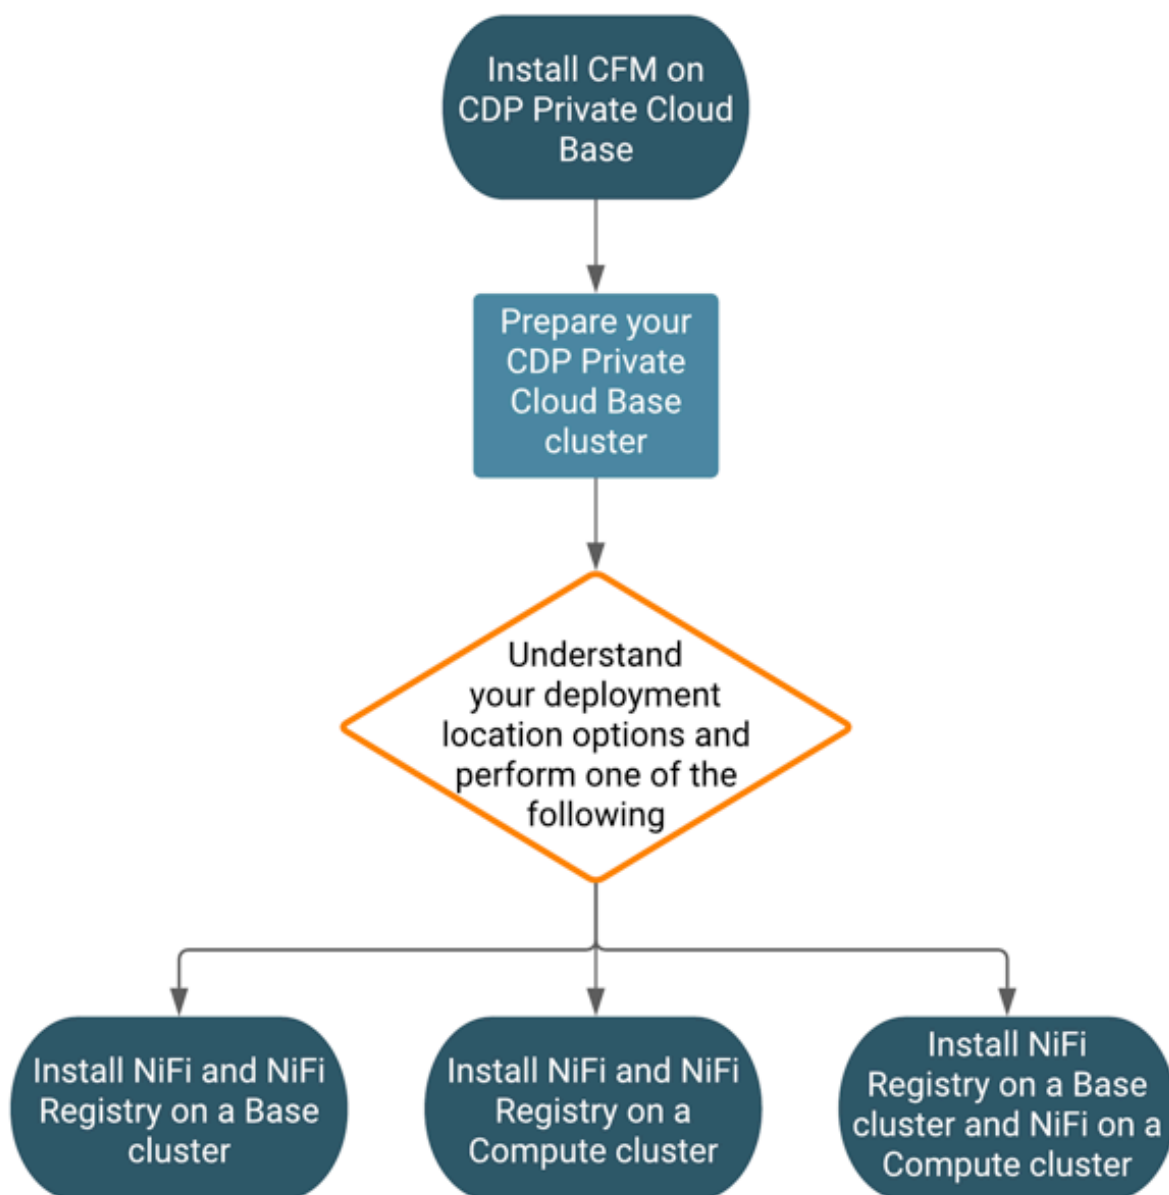 Install CFM on
CDP Private Cloud
Base
Prepare your
CDP Private
Cloud Base
cluster
Understand
your deployment
location options and
perform one of the
following
Install NiFi and NiFi
Registry on a Base
cluster
Install NiFi and NiFi
Registry on a
Compute cluster
Install NiFi
Registry on a Base
cluster and NiFi on a
Compute cluster